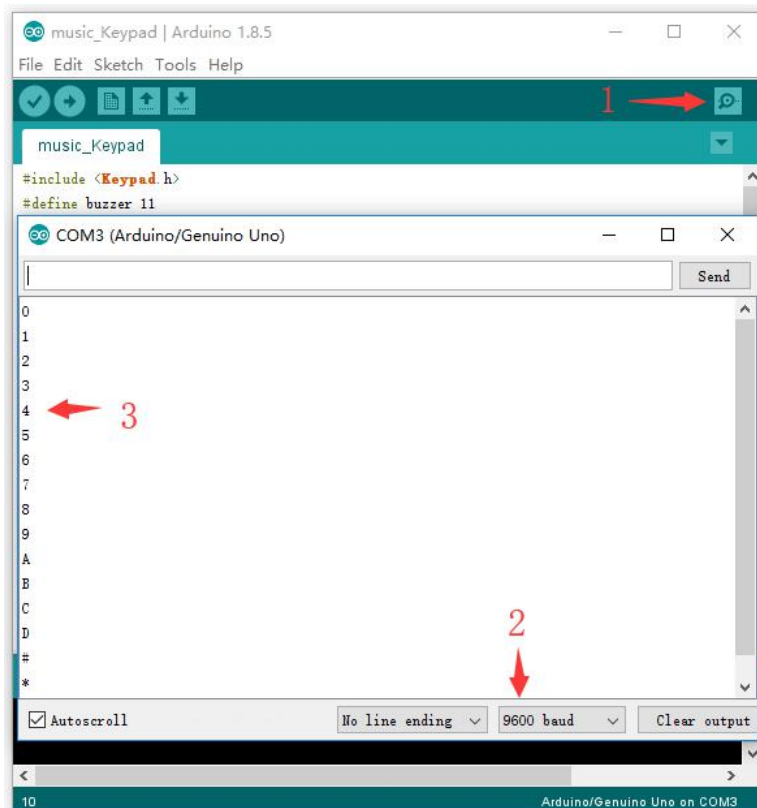 music_Keypad | Arduino 1.8.5
File Edit Sketch Tools Help
1
music_Keypad
#include <Keypad.h>
#define buzzer 11
COM3 (Arduino/Genuino Uno)
Send
0
1
2
3
4
3
5
6
7
8
9
A
B
C
D
2
#
*
Autoscroll
No line ending
9600 baud
Clear output
10
Arduino/Genuino Uno on COM3